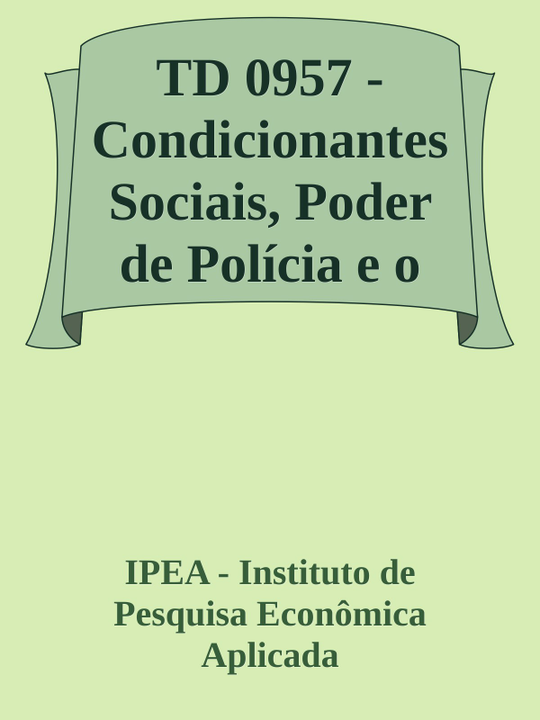 TD 0957 -
Condicionantes
Sociais, Poder
de Polícia e o
IPEA - Instituto de
Pesquisa Econômica
Aplicada